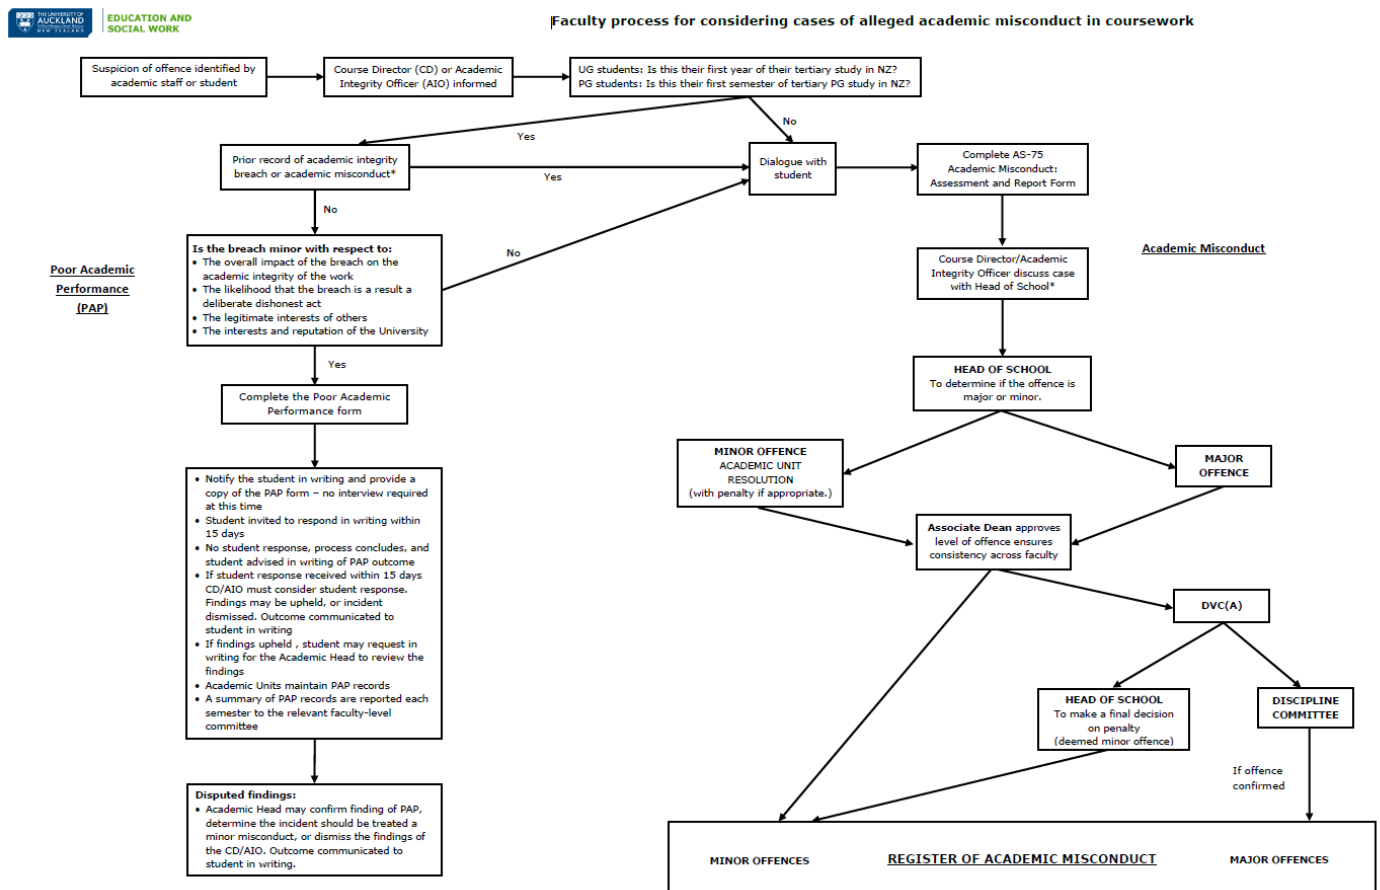 THE UNIVERSITY OF
AUCKLAND
NEW ZEALAND
EDUCATION AND
SOCIAL WORK
Faculty process for considering cases of alleged academic misconduct in coursework
Suspicion of offence identified by
academic staff or student
Course Director (CD) or Academic
Integrity Officer (AIO) informed
UG students: Is this their first year of their tertiary study in NZ?
PG students: Is this their first semester of tertiary PG study in NZ?
Yes
No
Prior record of academic integrity
breach or academic misconduct*
Yes
Dialogue with
student
Complete AS-75
Academic Misconduct:
Assessment and Report Form
No
Poor Academic
Performance
(PAP)
Is the breach minor with respect to:
• The overall impact of the breach on the
academic integrity of the work
• The likelihood that the breach is a result a
deliberate dishonest act
• The legitimate interests of others
• The interests and reputation of the University
No
Course Director/Academic
Integrity Officer discuss case
with Head of School*
Academic Misconduct
Yes
Complete the Poor Academic
Performance form
HEAD OF SCHOOL
To determine if the offence is
major or minor.
MINOR OFFENCE
ACADEMIC UNIT
RESOLUTION
(with penalty if appropriate.)
MAJOR
OFFENCE
• Notify the student in writing and provide a
copy of the PAP form – no interview required
at this time
• Student invited to respond in writing within
15 days
• No student response, process concludes, and
student advised in writing of PAP outcome
• If student response received within 15 days
CD/AIO must consider student response.
Findings may be upheld, or incident
dismissed. Outcome communicated to
student in writing
• If findings upheld , student may request in
writing for the Academic Head to review the
findings
• Academic Units maintain PAP records
• A summary of PAP records are reported each
semester to the relevant faculty-level
committee
Associate Dean approves
level of offence ensures
consistency across faculty
DVC(A)
HEAD OF SCHOOL
To make a final decision
on penalty
(deemed minor offence)
DISCIPLINE
COMMITTEE
If offence
confirmed
Disputed findings:
• Academic Head may confirm finding of PAP,
determine the incident should be treated a
minor misconduct, or dismiss the findings of
the CD/AIO. Outcome communicated to
student in writing.
MINOR OFFENCES
REGISTER OF ACADEMIC MISCONDUCT
MAJOR OFFENCES